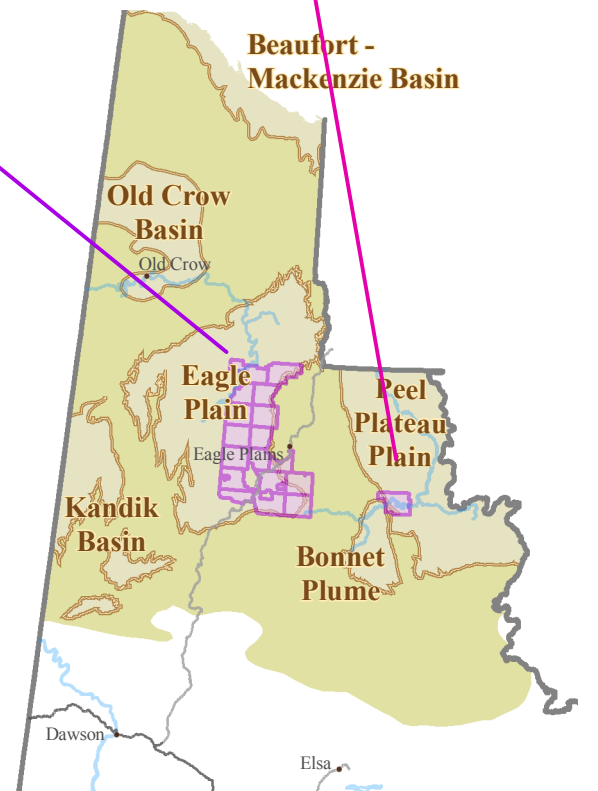 Beaufort -
Mackenzie Basin
Old Crow
Basin
Old Crow
Eagle
Plain
Peel
Plateau
Plain
Eagle Plains
Kandik
Basin
Bonnet
Plume
Dawson
Elsa